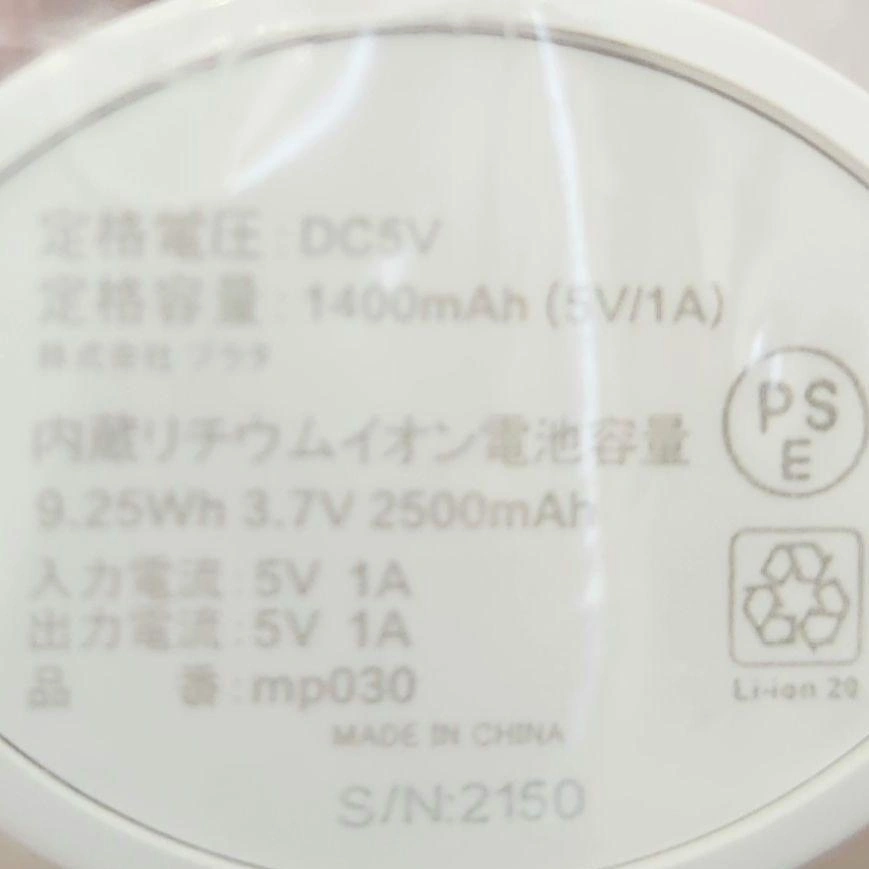 定格電圧:DC5V
定格容量:1400mAh (5V/1A)
株式会社プラタ
内蔵リチウムイオン電池容量
9.25Wh 3.7V 2500mAh
入力電流:5V 1A
出力電流:5V 1A
品　　番:mp030
MADE IN CHINA
S/N:2150
PS
E
Li-ion 20